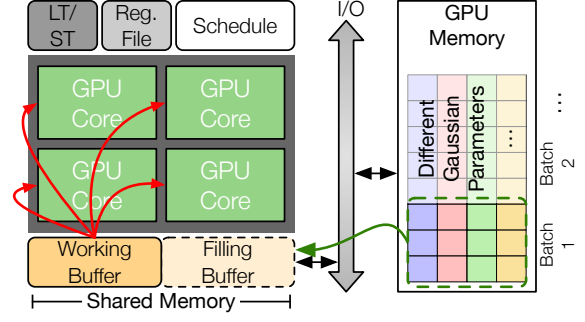 LT/
ST
Reg.
File
Schedule
I/O
GPU
Memory
GPU
Core
GPU
Core
GPU
Core
GPU
Core
Different
Gaussian
Parameters
...
Batch
1
Batch
2
...
Working
Buffer
Filling
Buffer
Shared Memory